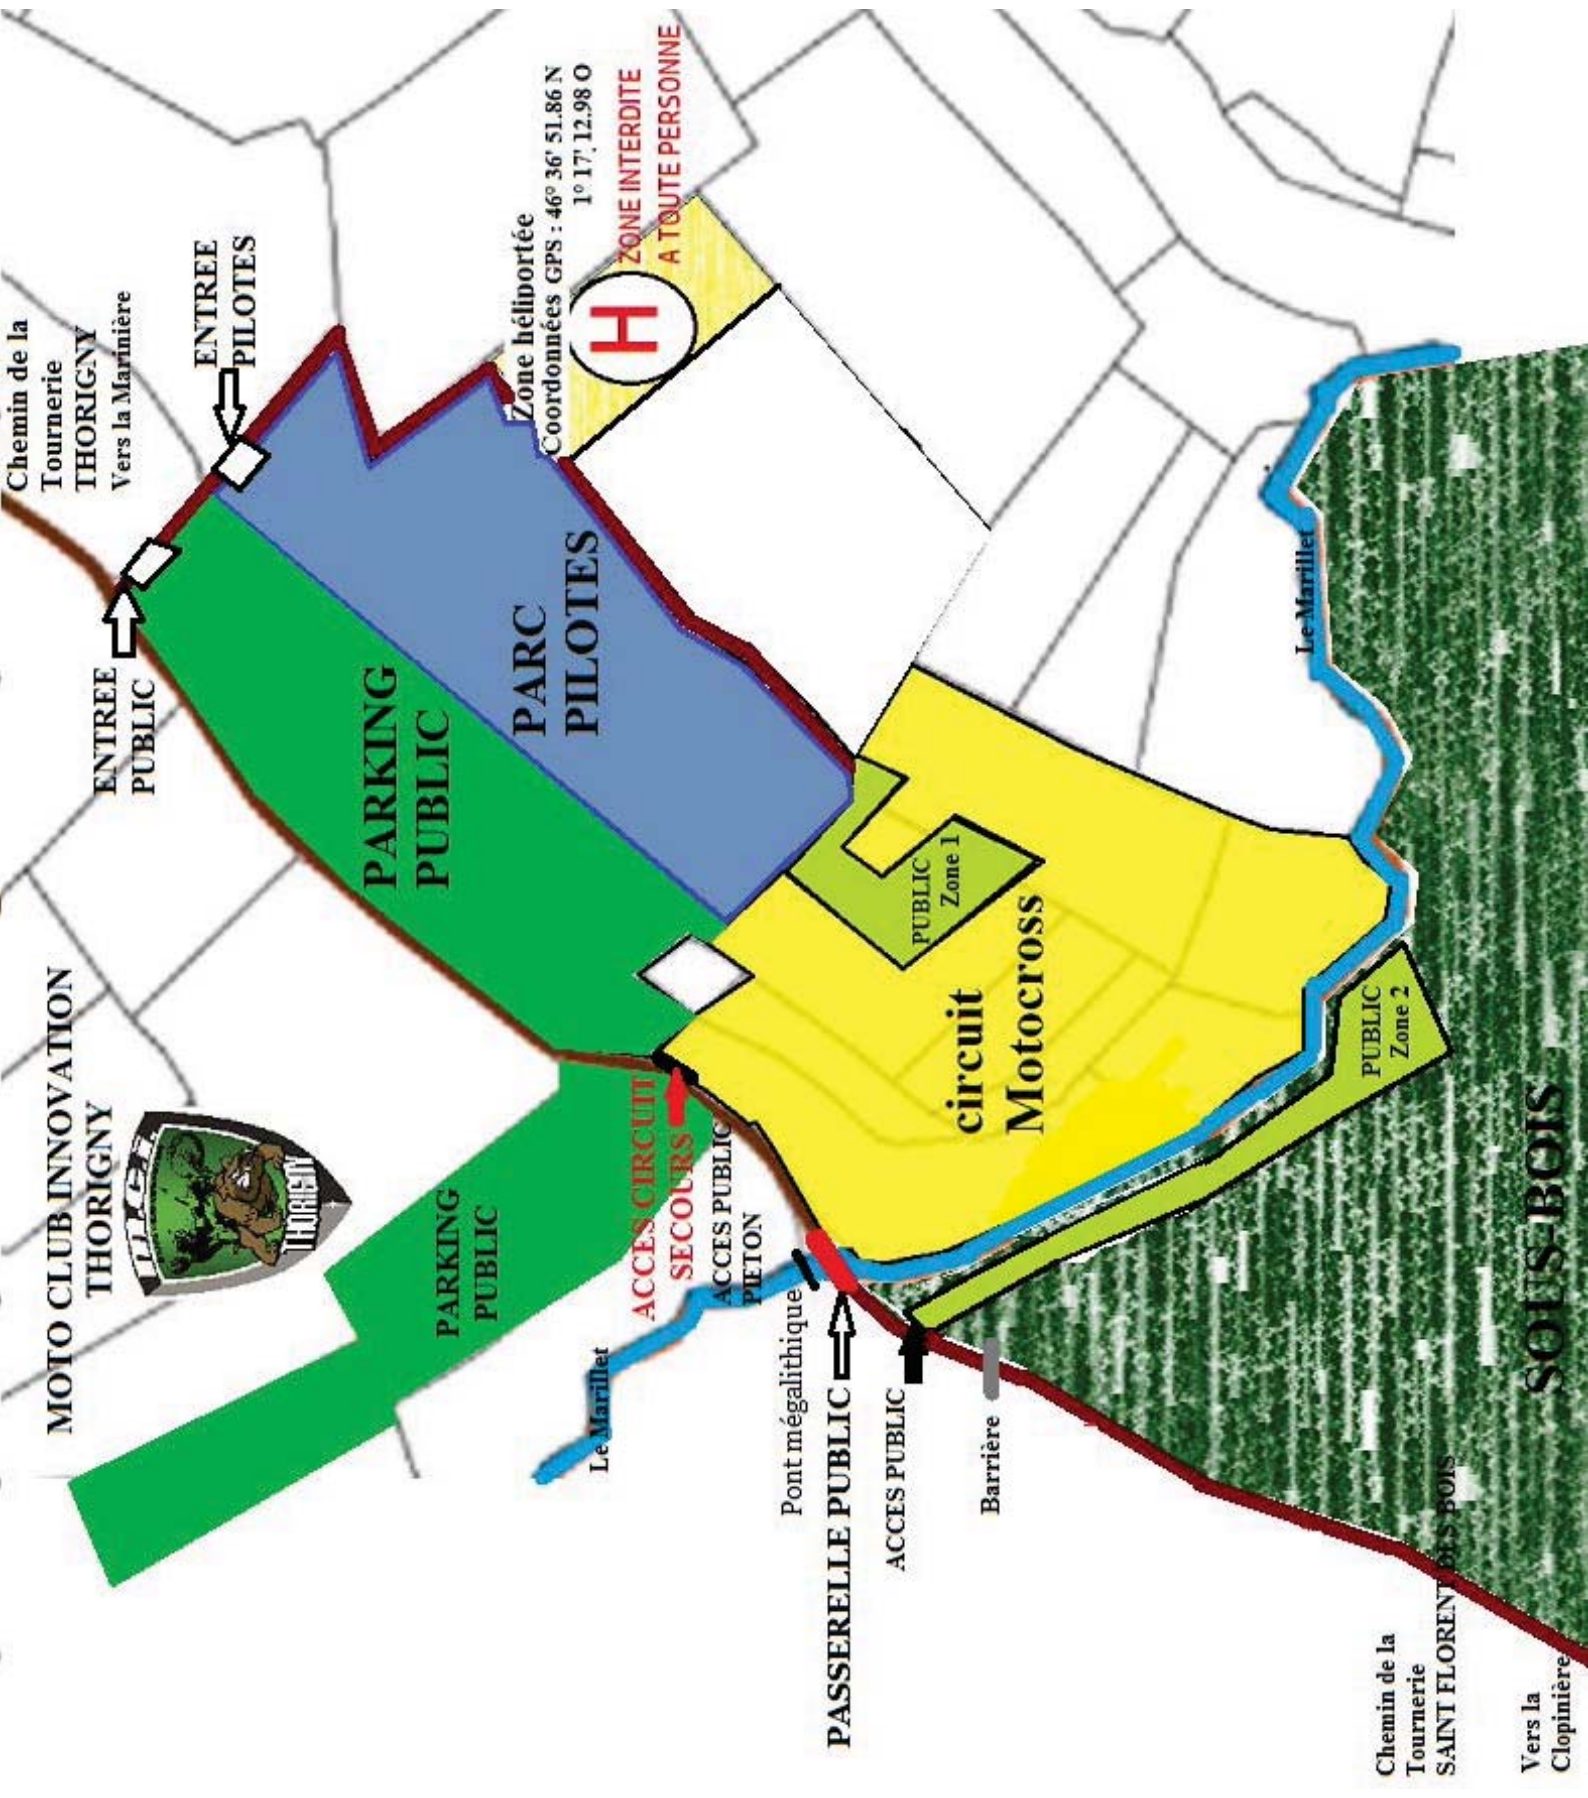 MOTO CLUB INNOVATION
THORIGNY
M.C.I.
THORIGNY
Chemin de la
Tournerie
THORIGNY
Vers la Marinière
ENTREE
PUBLIC
ENTREE
PILOTES
PARKING
PUBLIC
PARC
PILOTES
Zone héliportée
Coordonnées GPS : 46° 36' 51.86 N
1° 17' 12.98 O
H
ZONE INTERDITE
A TOUTE PERSONNE
PARKING
PUBLIC
ACCES CIRCUIT
SECOURS
ACCES PUBLIC
PIETON
Le Marillet
Pont mégalithique
PASSERELLE PUBLIC
ACCES PUBLIC
Barrière
PUBLIC
Zone 1
circuit
Motocross
PUBLIC
Zone 2
Le Marillet
SOUS-BOIS
Chemin de la
Tournerie
SAINT FLORENT DES BOIS
Vers la
Clopinière